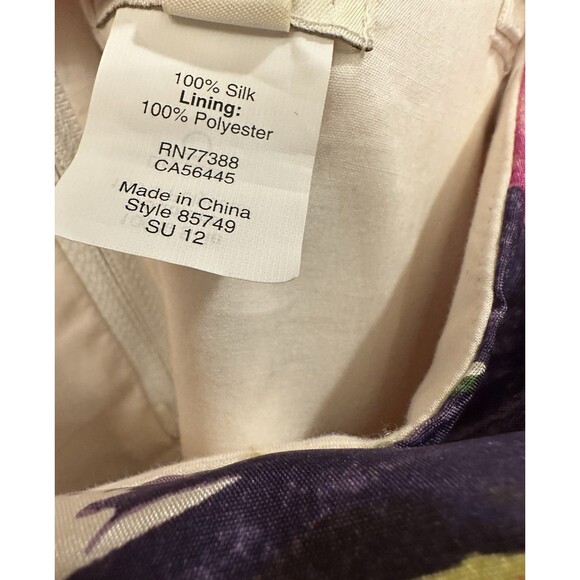 100% Silk
Lining:
100% Polyester
RN77388
CA56445
Made in China
Style 85749
SU 12